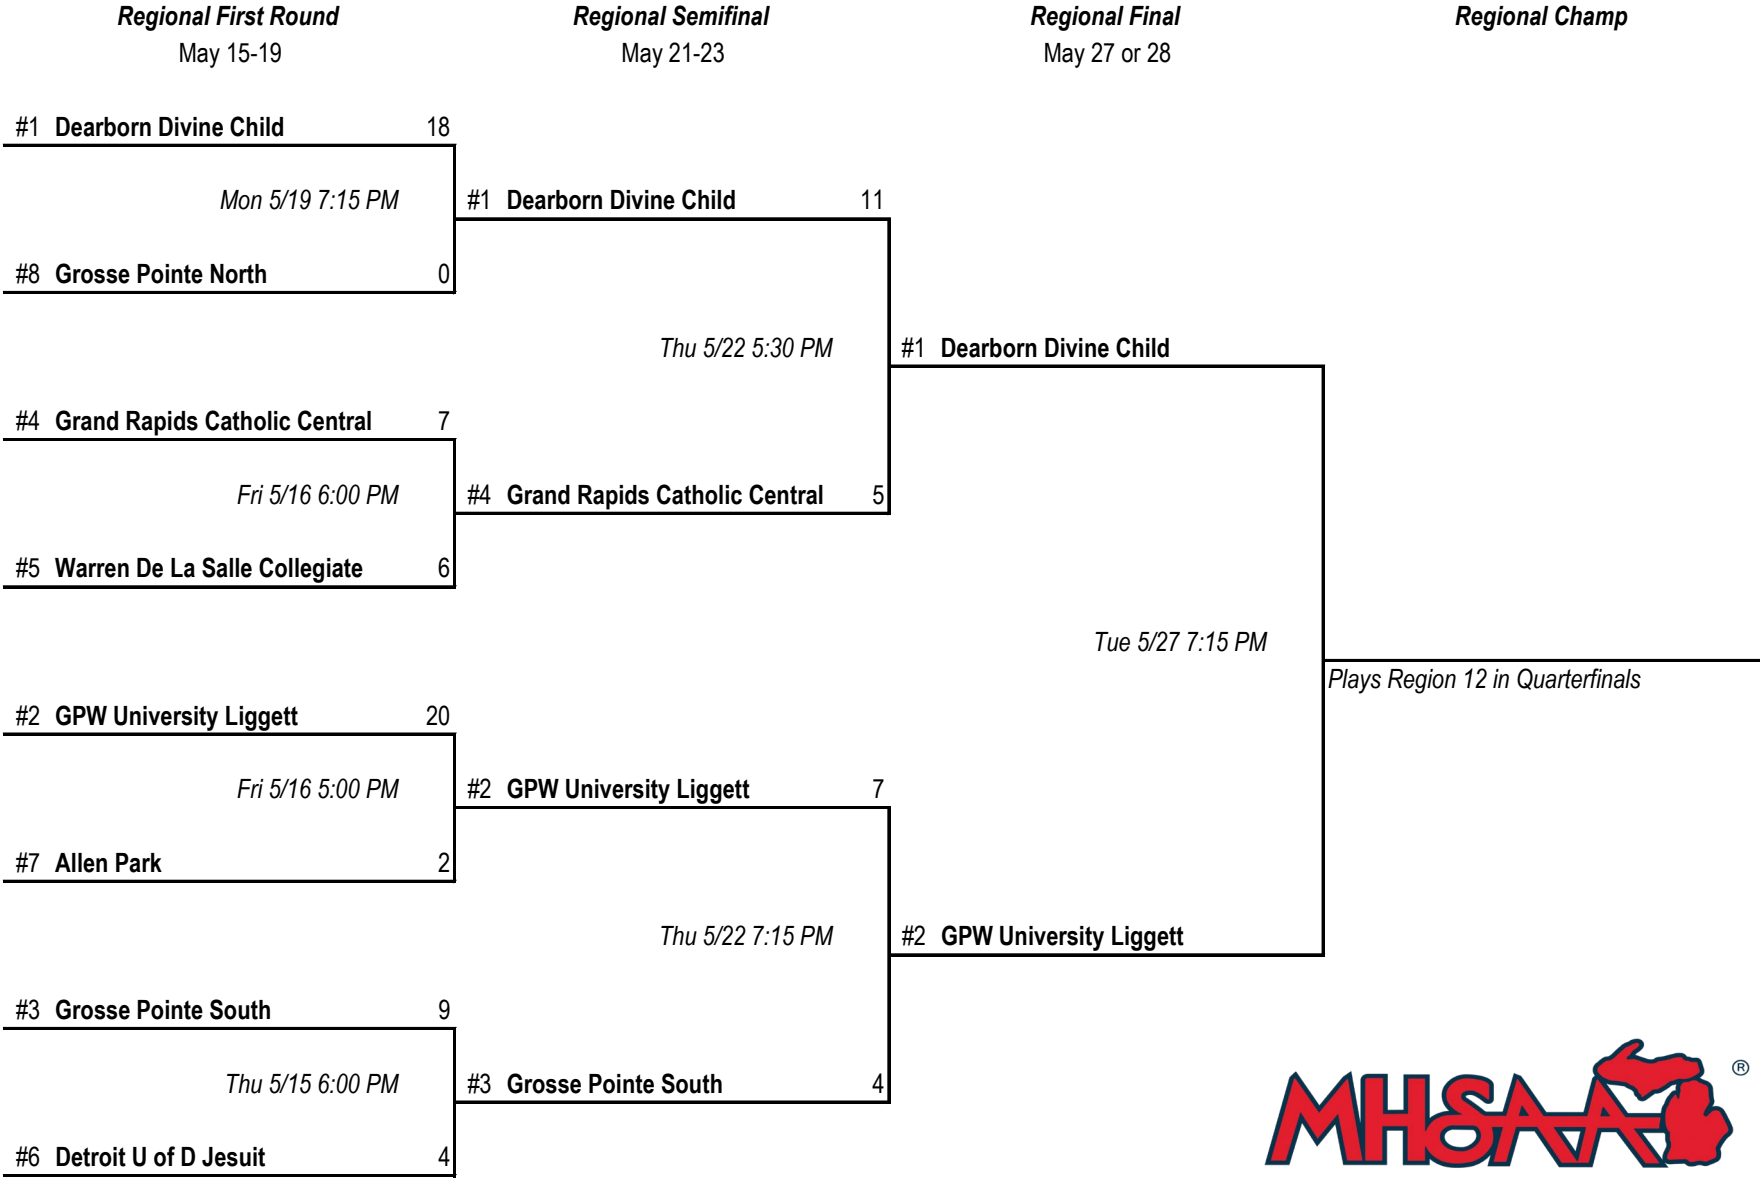 Regional First Round Regional Semifinal Regional Final Regional Champ
May 15-19 May 21-23 May 27 or 28
#1 Dearborn Divine Child 18
Mon 5/19 7:15 PM #1 Dearborn Divine Child 11
#8 Grosse Pointe North 0
Thu 5/22 5:30 PM #1 Dearborn Divine Child
#4 Grand Rapids Catholic Central 7
Fri 5/16 6:00 PM #4 Grand Rapids Catholic Central 5
#5 Warren De La Salle Collegiate 6
Tue 5/27 7:15 PM
Plays Region 12 in Quarterfinals
#2 GPW University Liggett 20
Fri 5/16 5:00 PM #2 GPW University Liggett 7
#7 Allen Park 2
Thu 5/22 7:15 PM #2 GPW University Liggett
#3 Grosse Pointe South 9
Thu 5/15 6:00 PM #3 Grosse Pointe South 4
#6 Detroit U of D Jesuit 4
MHSAA ®